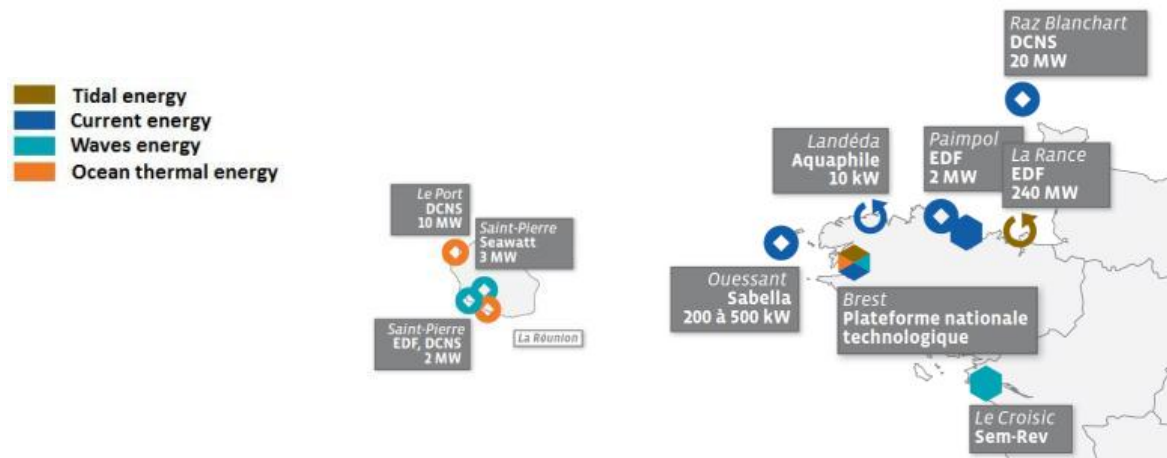 Tidal energy
Current energy
Waves energy
Ocean thermal energy
Le Port
DCNS
10 MW
Saint-Pierre
Seawatt
3 MW
Saint-Pierre
EDF, DCNS
2 MW
La Réunion
Raz Blanchart
DCNS
20 MW
Landéda
Aquaphile
10 kW
Paimpol
EDF
2 MW
La Rance
EDF
240 MW
Ouessant
Sabella
200 à 500 kW
Brest
Plateforme nationale
technologique
Le Croisic
Sem-Rev